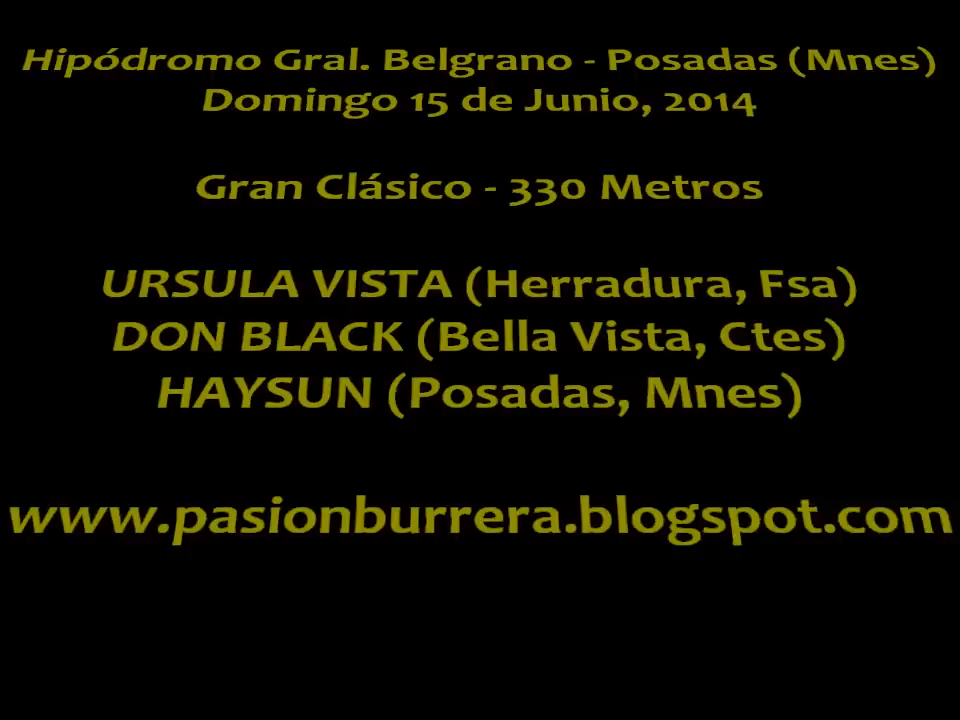 Hipódromo Gral. Belgrano - Posadas (Mnes)
Domingo 15 de Junio, 2014
Gran Clásico - 330 Metros
URSULA VISTA (Herradura, Fsa)
DON BLACK (Bella Vista, Ctes)
HAYSUN (Posadas, Mnes)
www.pasionburrera.blogspot.com